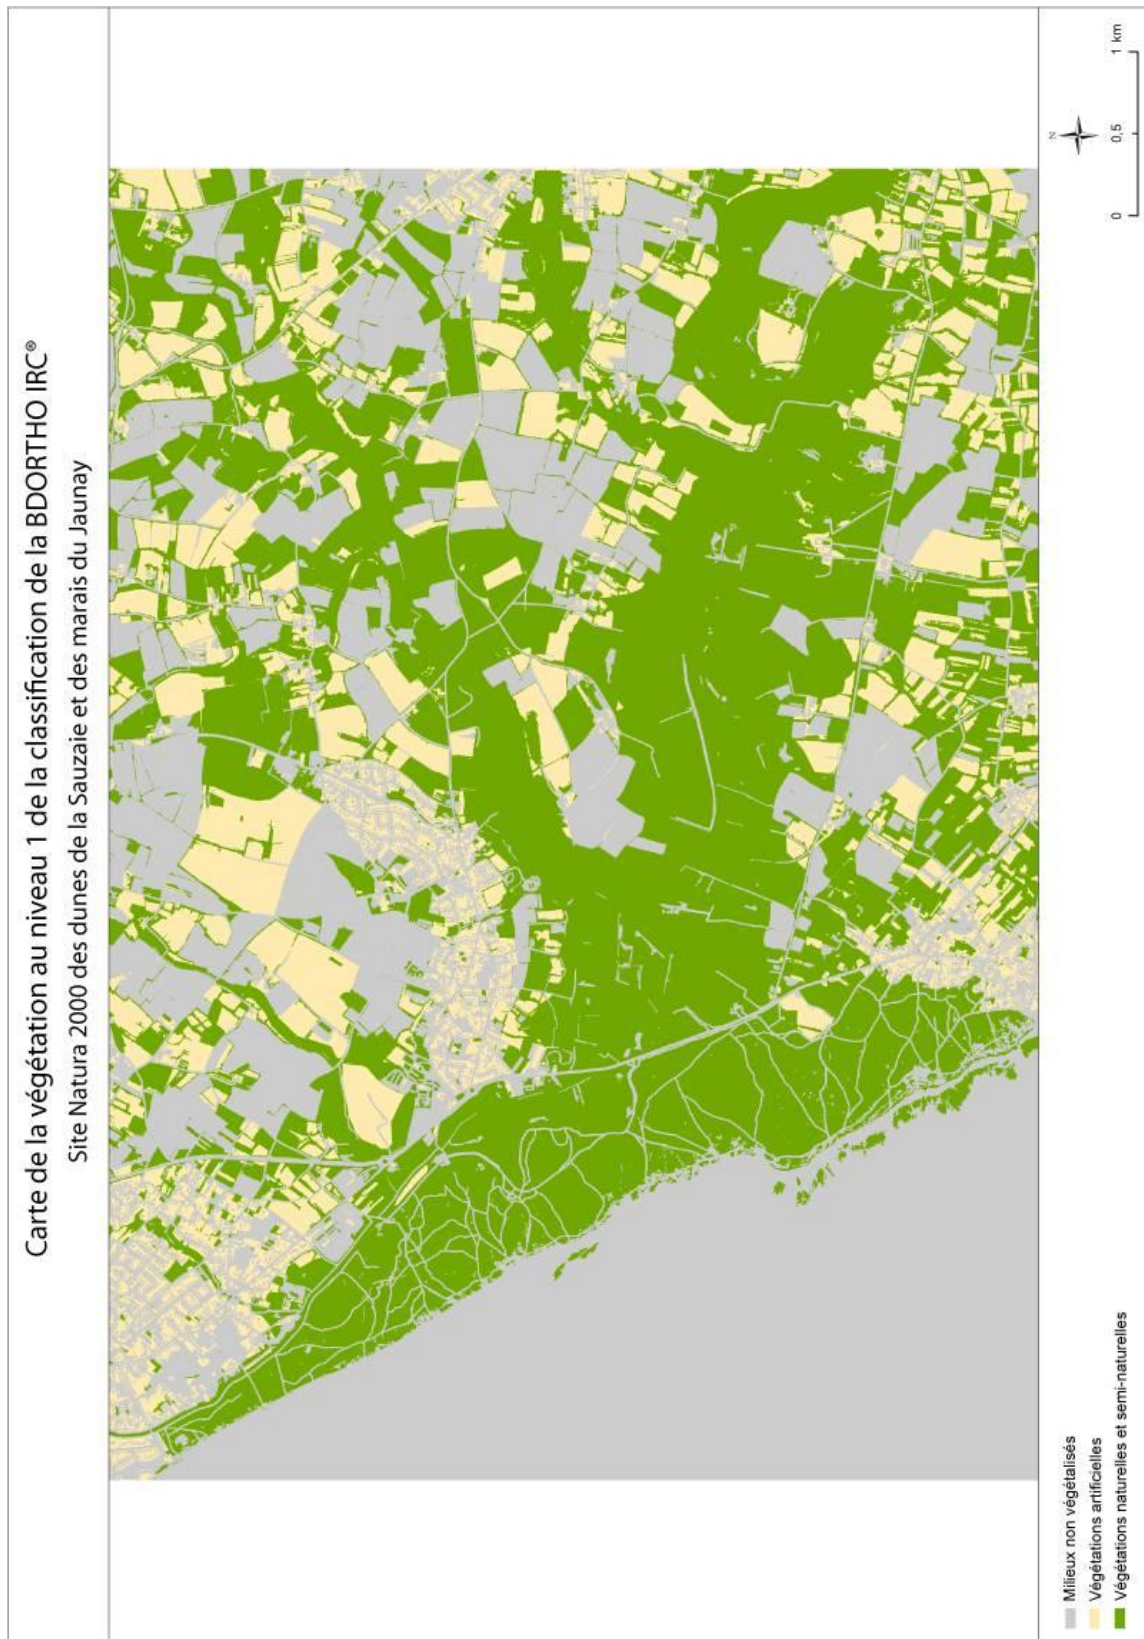 Carte de la végétation au niveau 1 de la classification de la BDORTHO IRC®
Site Natura 2000 des dunes de la Sauzaie et des marais du Jaunay
Milieux non végétalisés
Végétations artificielles
Végétations naturelles et semi-naturelles
N
0 0,5 1 km